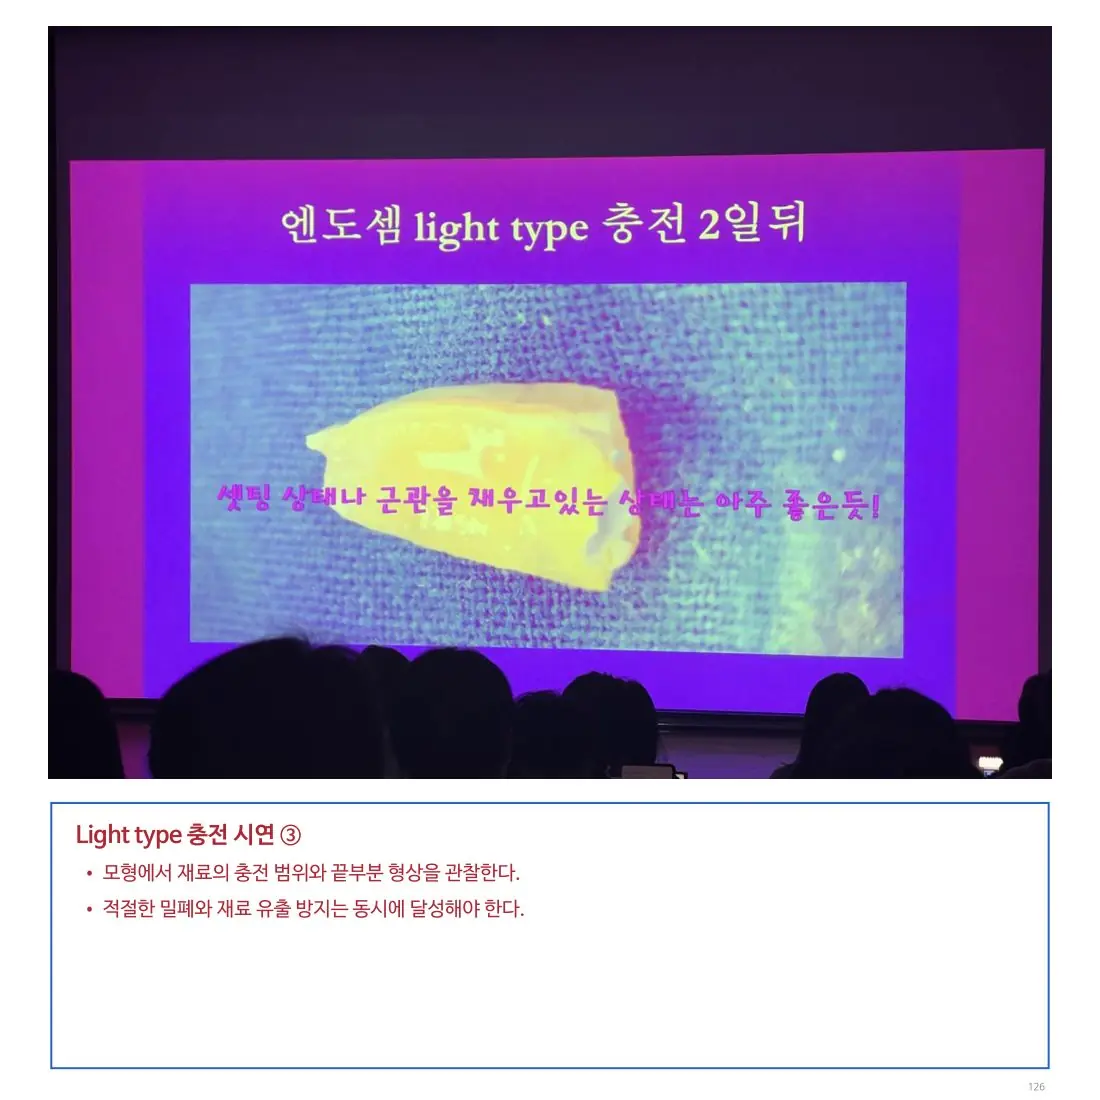 엔도셈 light type 충전 2일뒤
셋팅 상태나 근관을 채우고있는 상태는 아주 좋은듯!
Light type 충전 시연 ③
• 모형에서 재료의 충전 범위와 끝부분 형상을 관찰한다.
• 적절한 밀폐와 재료 유출 방지는 동시에 달성해야 한다.
126